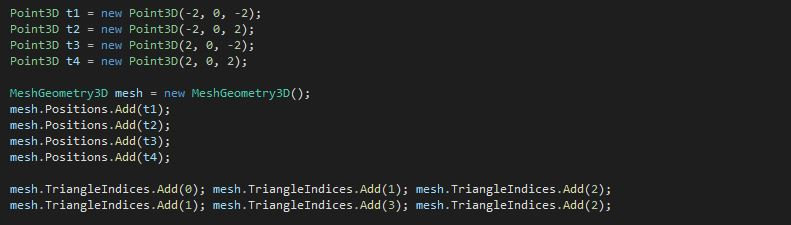 Point3D t1 = new Point3D(-2, 0, -2);
Point3D t2 = new Point3D(-2, 0, 2);
Point3D t3 = new Point3D(2, 0, -2);
Point3D t4 = new Point3D(2, 0, 2);
MeshGeometry3D mesh = new MeshGeometry3D();
mesh.Positions.Add(t1);
mesh.Positions.Add(t2);
mesh.Positions.Add(t3);
mesh.Positions.Add(t4);
mesh.TriangleIndices.Add(0); mesh.TriangleIndices.Add(1); mesh.TriangleIndices.Add(2);
mesh.TriangleIndices.Add(1); mesh.TriangleIndices.Add(3); mesh.TriangleIndices.Add(2);